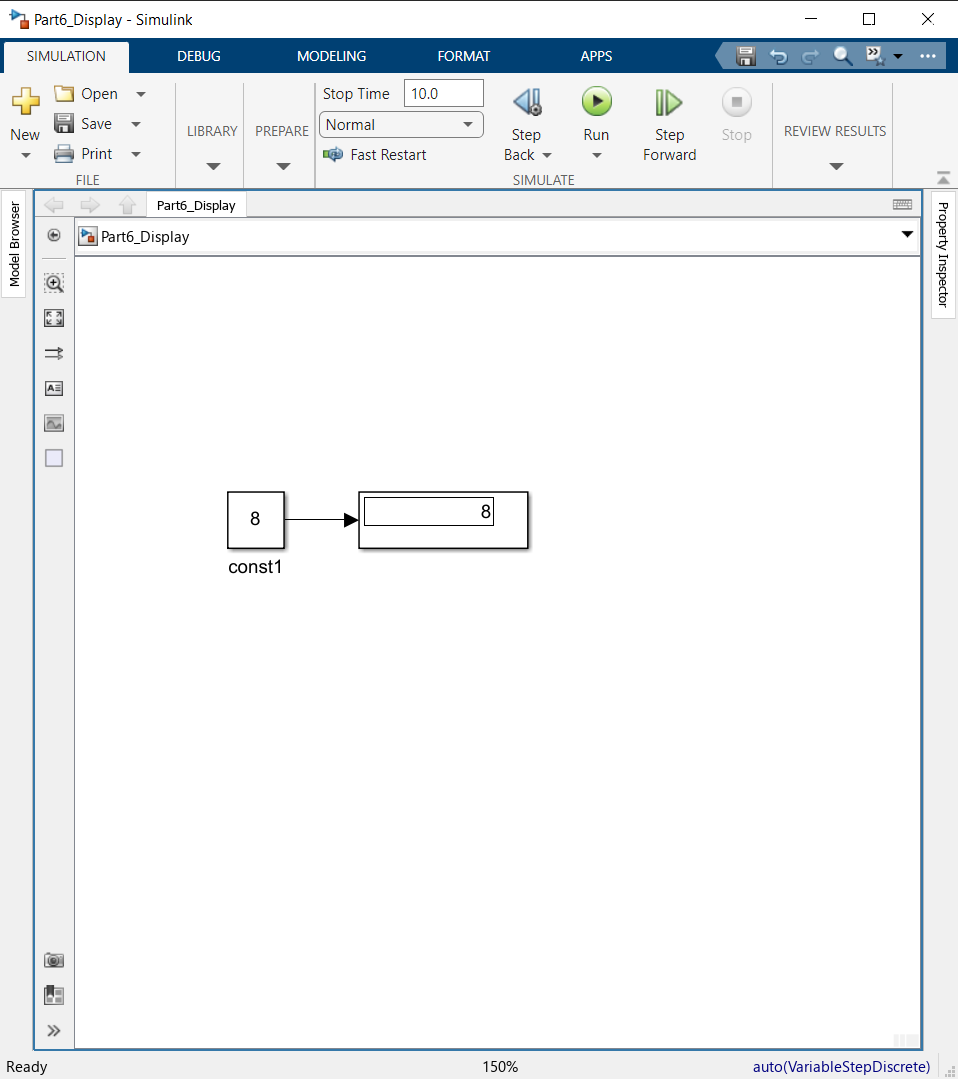 Part6_Display - Simulink
SIMULATION DEBUG MODELING FORMAT APPS
New
Open
Save
Print
FILE
LIBRARY
PREPARE
Stop Time 10.0
Normal
Fast Restart
Step Back
Run
Step Forward
Stop
SIMULATE
REVIEW RESULTS
Model Browser
Part6_Display
Part6_Display
Property Inspector
8
8
const1
Ready 150% auto(VariableStepDiscrete)